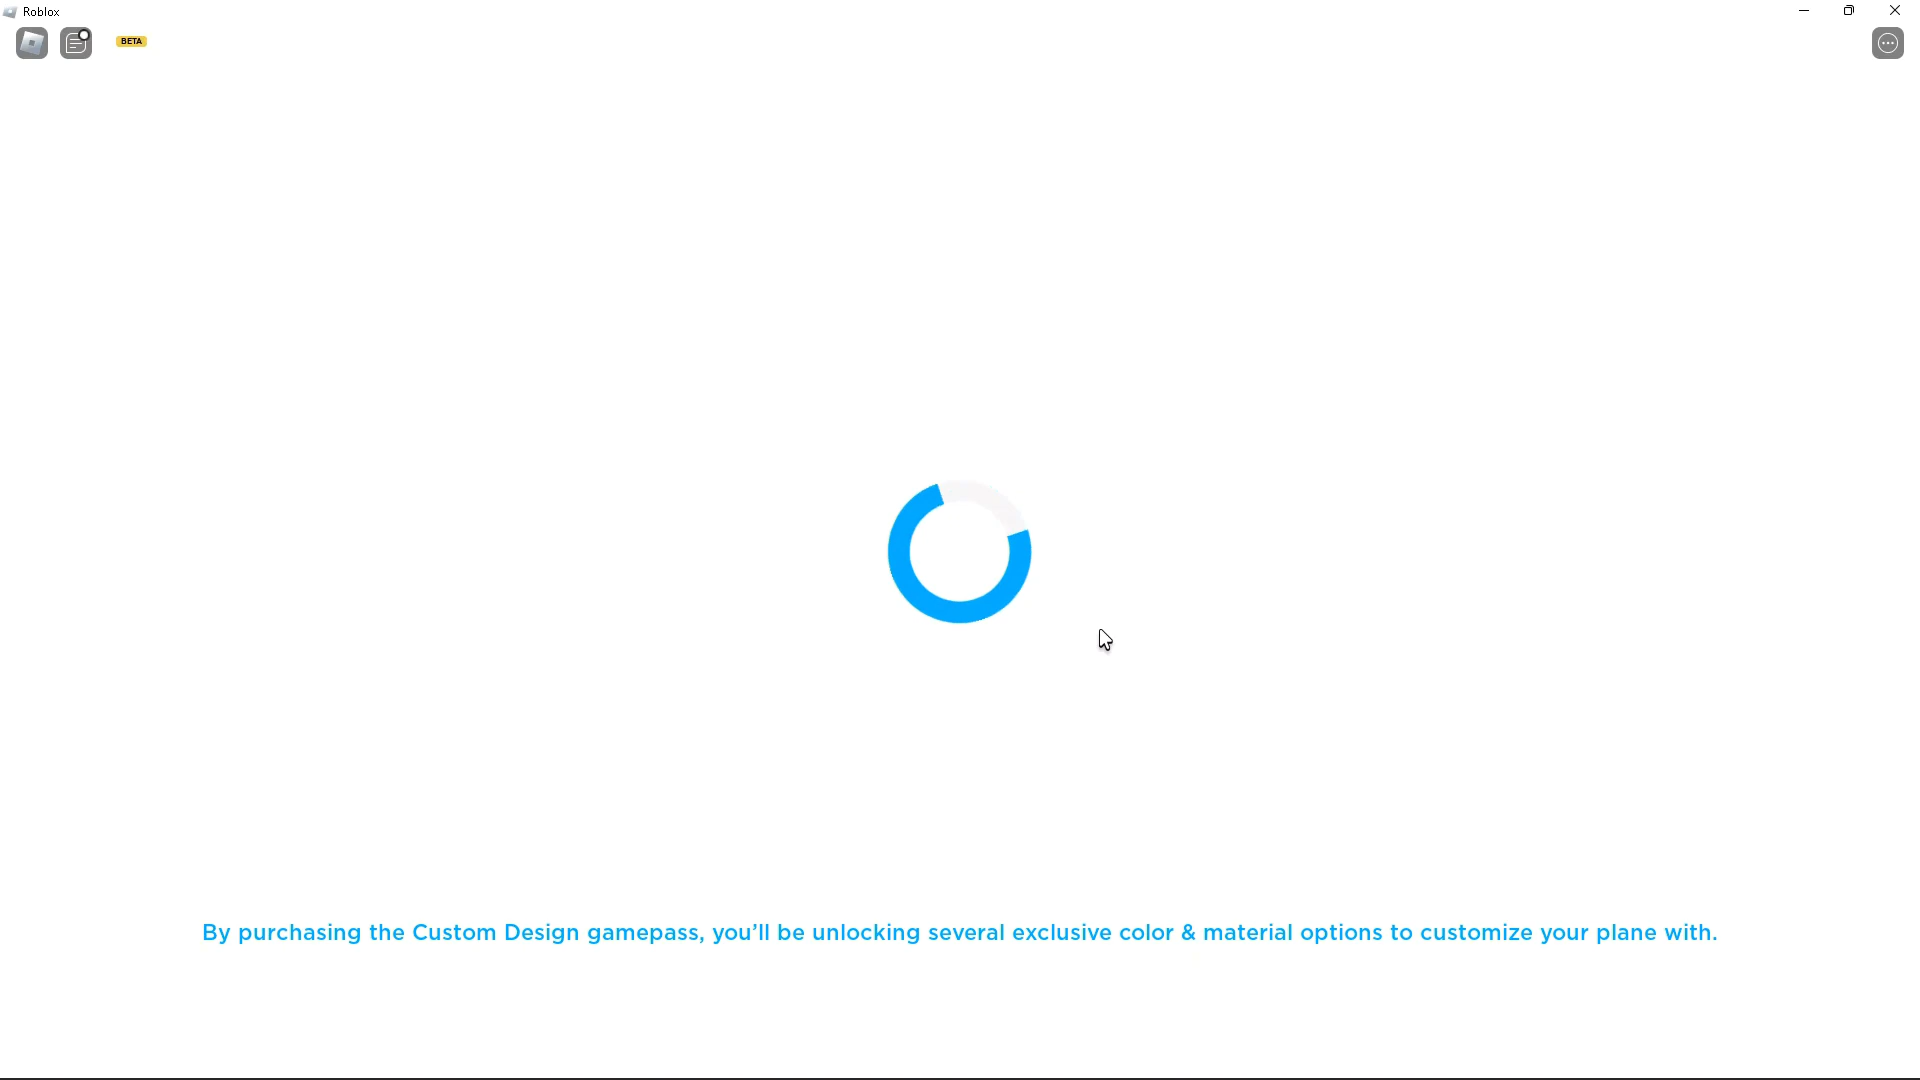 Roblox
BETA
By purchasing the Custom Design gamepass, you’ll be unlocking several exclusive color & material options to customize your plane with.